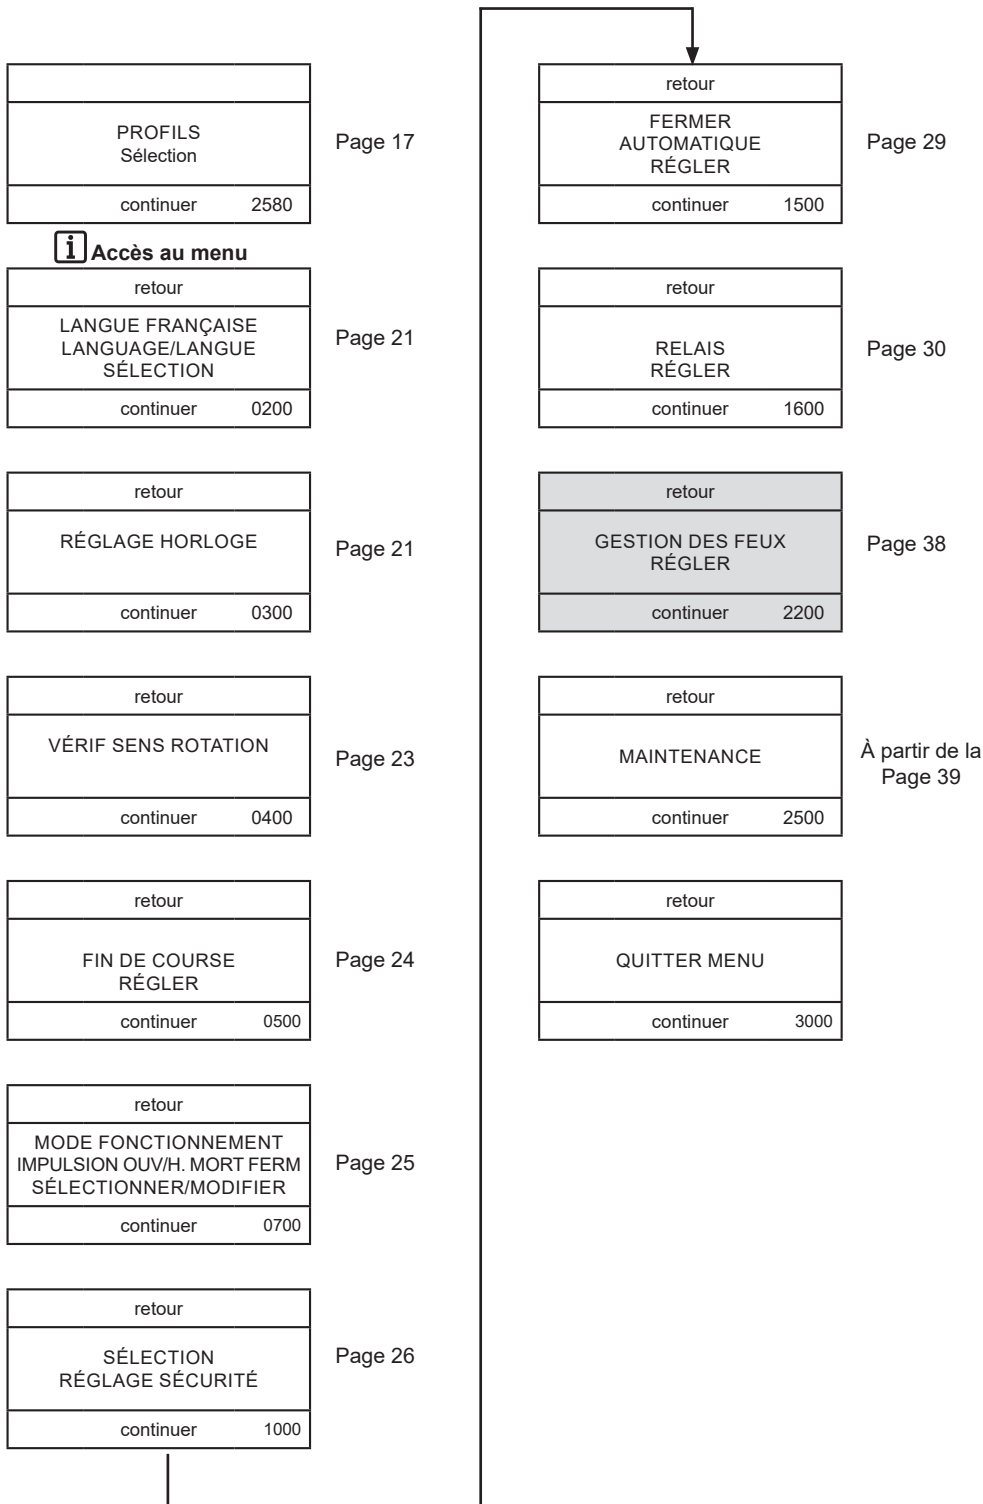 PROFILS
Sélection
continuer 2580
Page 17
i Accès au menu
retour
LANGUE FRANÇAISE
LANGUAGE/LANGUE
SÉLECTION
continuer 0200
Page 21
retour
RÉGLAGE HORLOGE
continuer 0300
Page 21
retour
VÉRIF SENS ROTATION
continuer 0400
Page 23
retour
FIN DE COURSE
RÉGLER
continuer 0500
Page 24
retour
MODE FONCTIONNEMENT
IMPULSION OUV/H. MORT FERM
SÉLECTIONNER/MODIFIER
continuer 0700
Page 25
retour
SÉLECTION
RÉGLAGE SÉCURITÉ
continuer 1000
Page 26
retour
FERMER
AUTOMATIQUE
RÉGLER
continuer 1500
Page 29
retour
RELAIS
RÉGLER
continuer 1600
Page 30
retour
GESTION DES FEUX
RÉGLER
continuer 2200
Page 38
retour
MAINTENANCE
continuer 2500
À partir de la
Page 39
retour
QUITTER MENU
continuer 3000